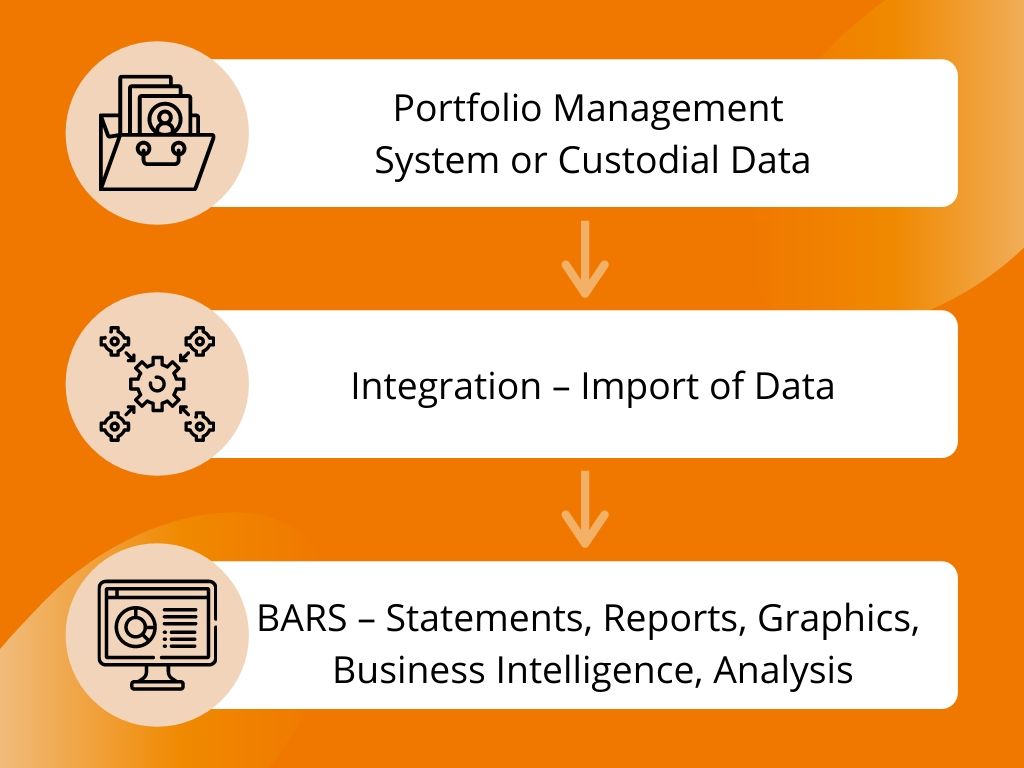 Portfolio Management
System or Custodial Data
Integration – Import of Data
BARS – Statements, Reports, Graphics,
Business Intelligence, Analysis